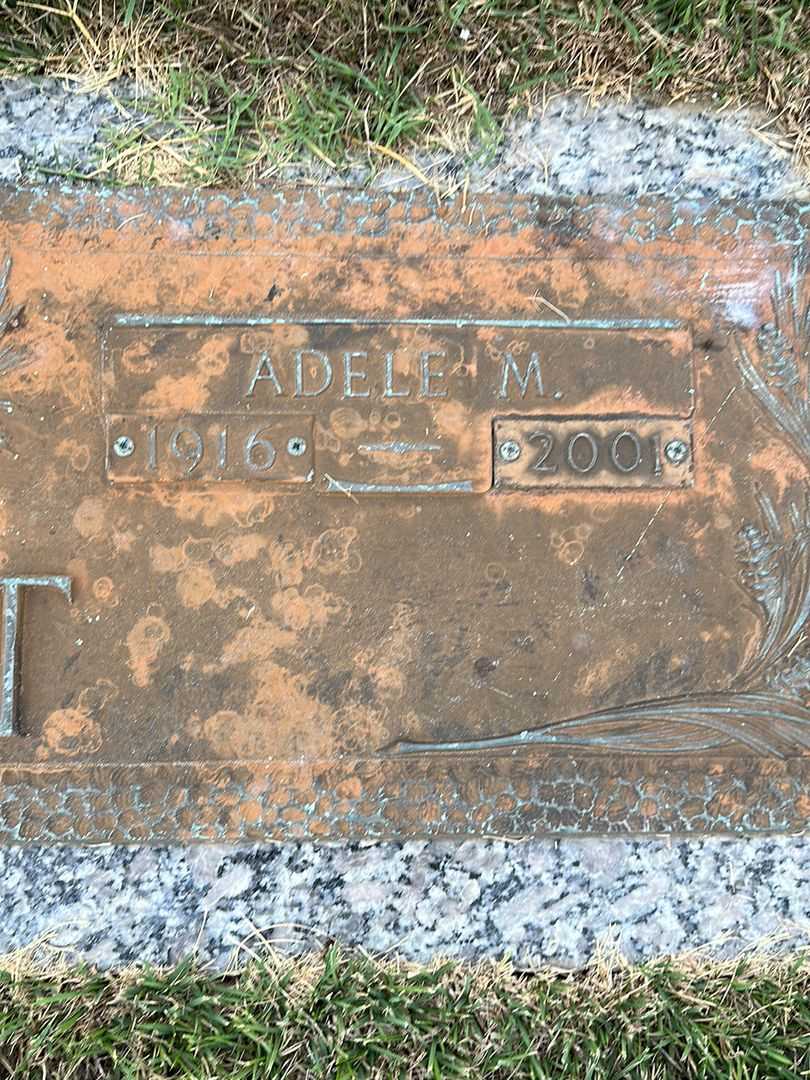 ADELE M.
1916 — 2001
T